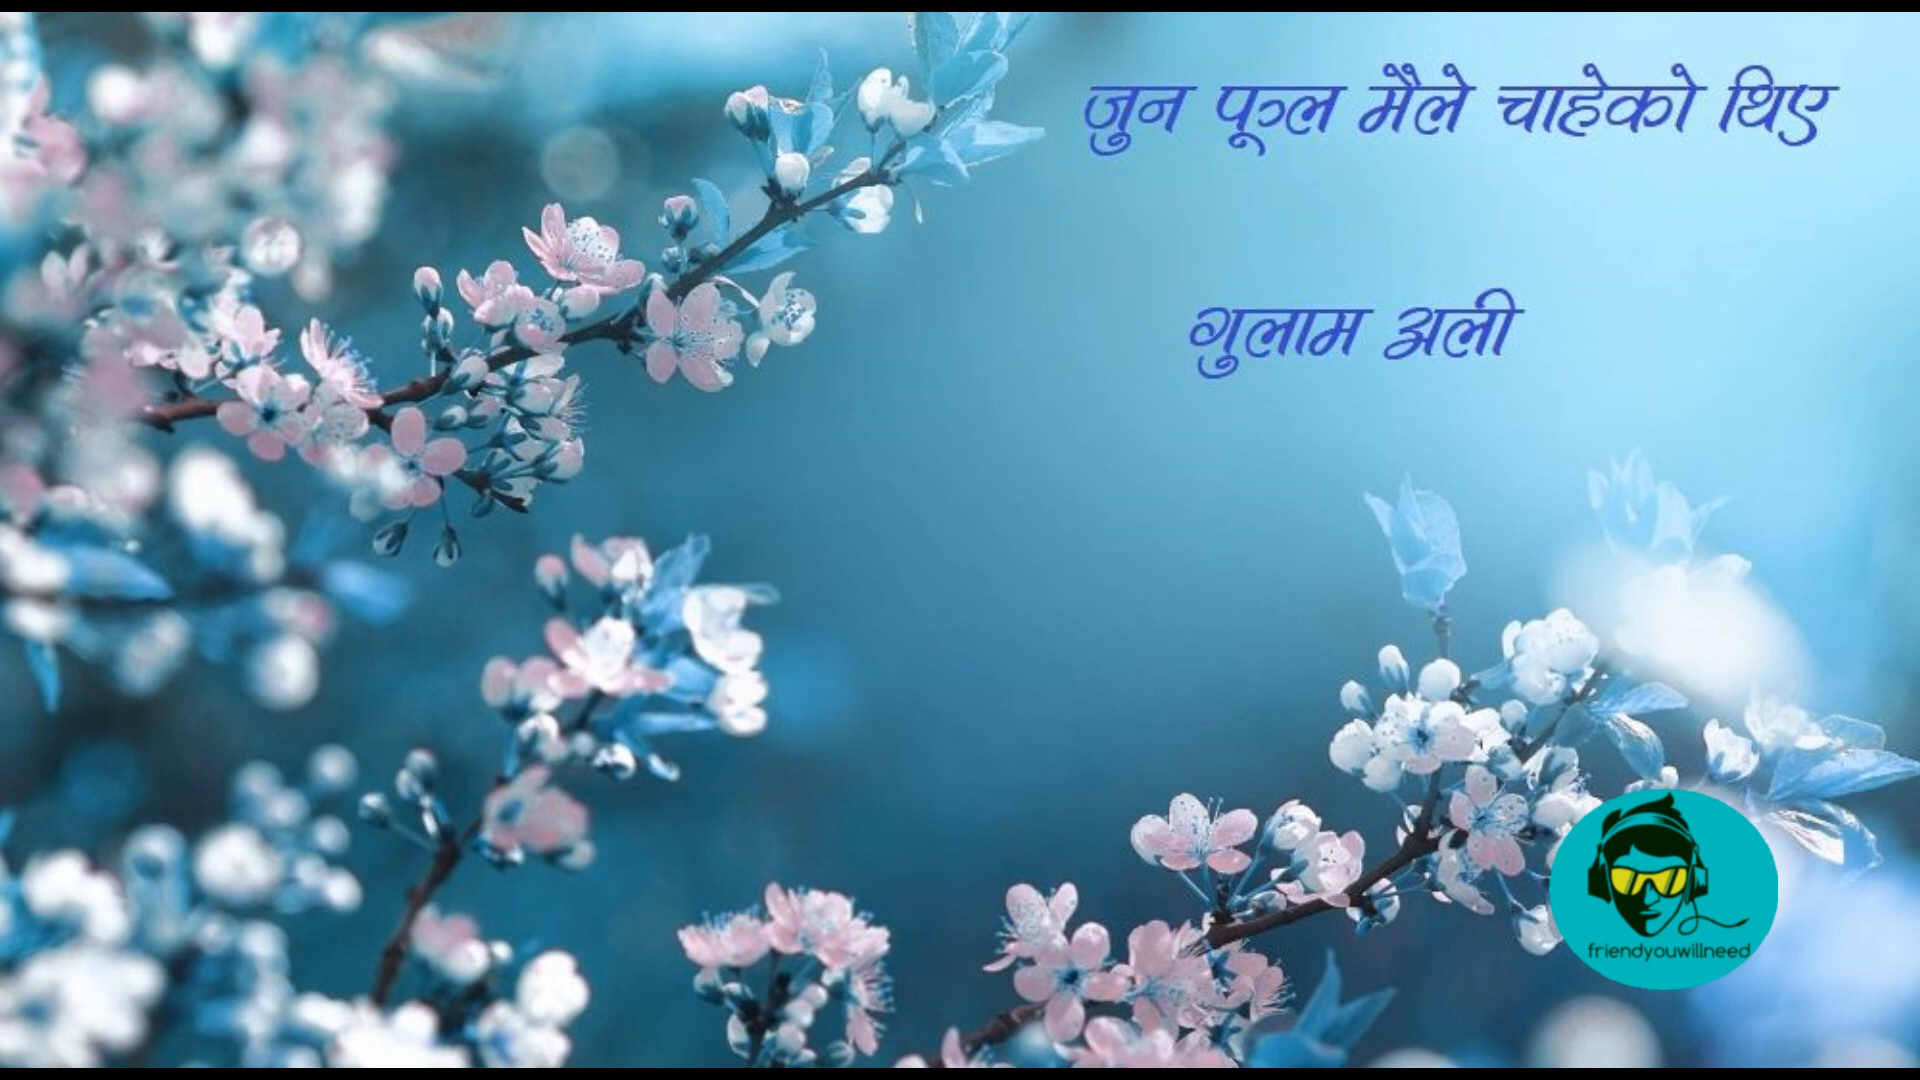 जुन फूल मैले चाहेको थिए
गुलाम अली
friendyouwillneed